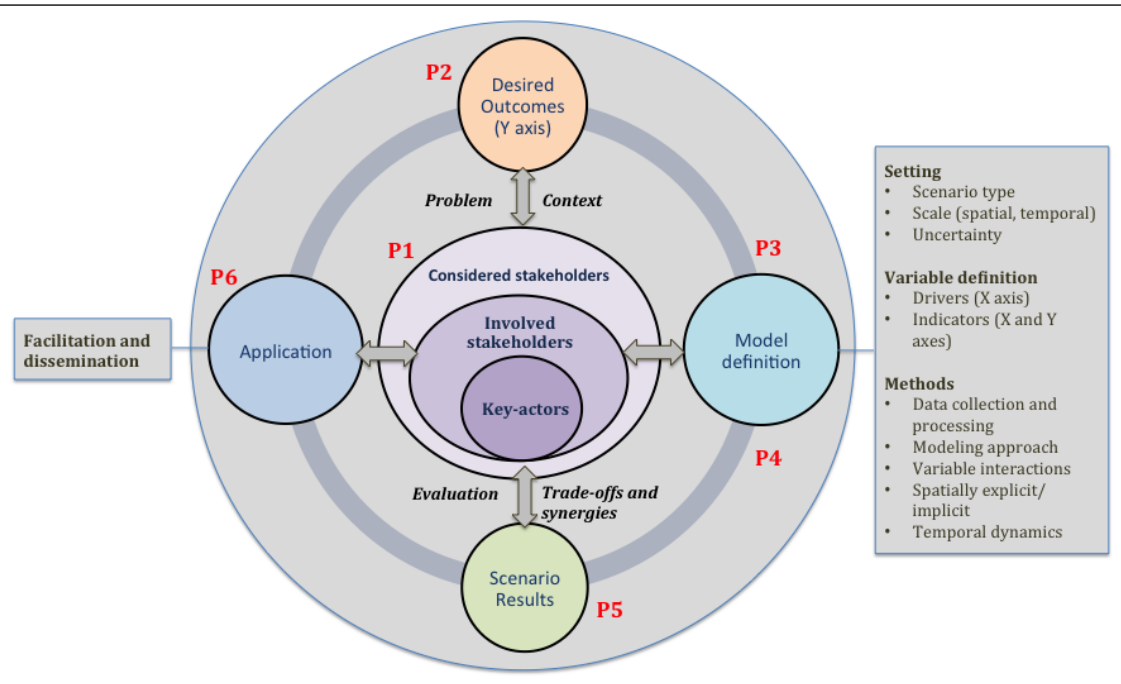 P2
Desired
Outcomes
(Y axis)
Problem
Context
P1
Considered stakeholders
Involved
stakeholders
Key-actors
P6
Application
Facilitation and
dissemination
P3
Model
definition
P4
Evaluation
Trade-offs and
synergies
Scenario
Results
P5
Setting
• Scenario type
• Scale (spatial, temporal)
• Uncertainty
Variable definition
• Drivers (X axis)
• Indicators (X and Y
axes)
Methods
• Data collection and
processing
• Modeling approach
• Variable interactions
• Spatially explicit/
implicit
• Temporal dynamics